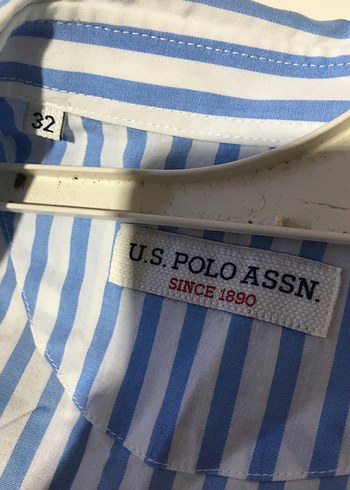 32
U.S. POLO ASSN.
SINCE 1890